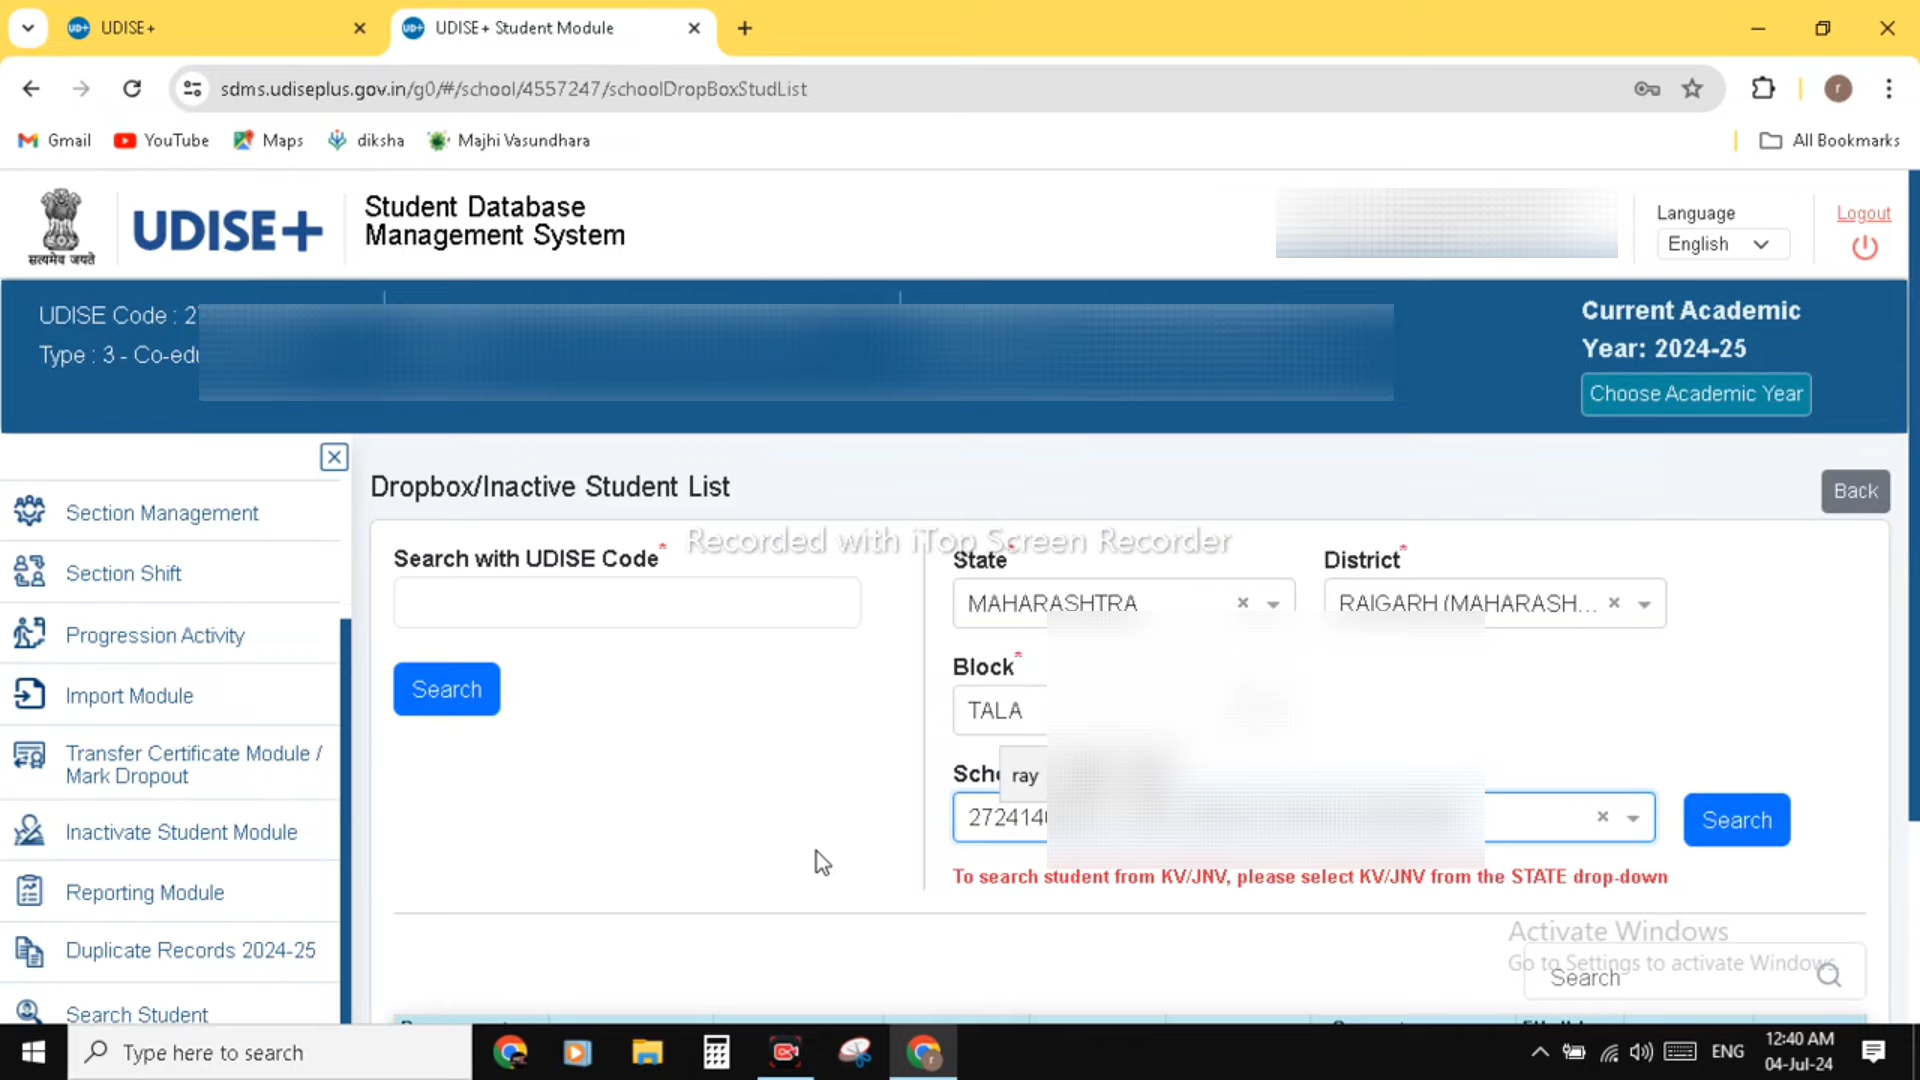 UDISE+
UDISE+ Student Module
sdms.udiseplus.gov.in/g0/#/school/4557247/schoolDropBoxStudList
r
Gmail
YouTube
Maps
diksha
Majhi Vasundhara
All Bookmarks
सत्यमेव जयते
UDISE+
Student Database
Management System
Language
English
Logout
UDISE Code : 2
Type : 3 - Co-edu
Current Academic
Year: 2024-25
Choose Academic Year
Section Management
Section Shift
Progression Activity
Import Module
Transfer Certificate Module /
Mark Dropout
Inactivate Student Module
Reporting Module
Duplicate Records 2024-25
Search Student
Dropbox/Inactive Student List
Back
Recorded with iTop Screen Recorder
Search with UDISE Code*
Search
State*
MAHARASHTRA
District*
RAIGARH (MAHARASH...
Block*
TALA
ray
272414
Search
To search student from KV/JNV, please select KV/JNV from the STATE drop-down
Activate Windows
Go to Settings to activate Windows.
Search
Type here to search
ENG
12:40 AM
04-Jul-24